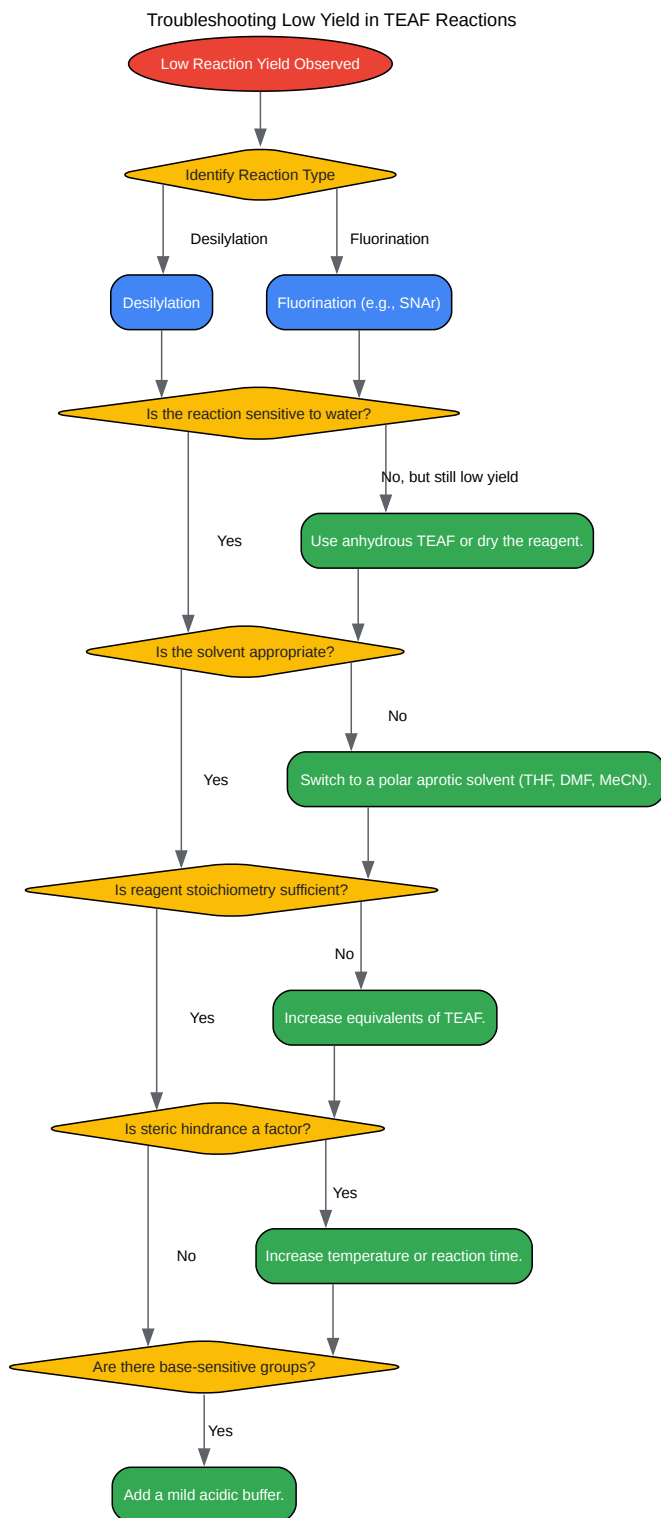 Troubleshooting Low Yield in TEAF Reactions
Low Reaction Yield Observed
Identify Reaction Type
Desilylation
Fluorination
Desilylation
Fluorination (e.g., SNAr)
Is the reaction sensitive to water?
No, but still low yield
Yes
Use anhydrous TEAF or dry the reagent.
Is the solvent appropriate?
No
Yes
Switch to a polar aprotic solvent (THF, DMF, MeCN).
Is reagent stoichiometry sufficient?
No
Yes
Increase equivalents of TEAF.
Is steric hindrance a factor?
Yes
No
Increase temperature or reaction time.
Are there base-sensitive groups?
Yes
Add a mild acidic buffer.